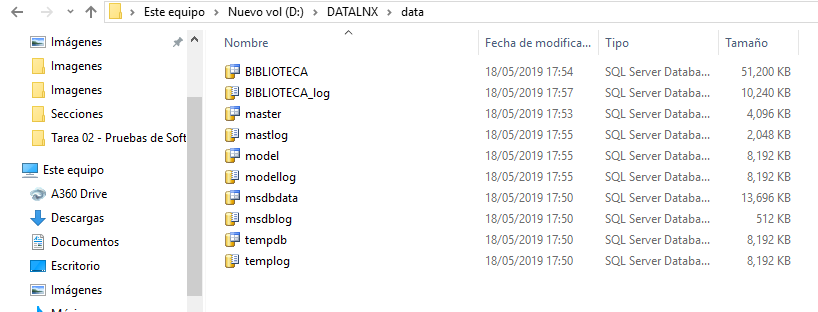 Este equipo > Nuevo vol (D:) > DATALNX > data
Imágenes
Imagenes
Imagenes
Secciones
Tarea 02 - Pruebas de Soft
Este equipo
A360 Drive
Descargas
Documentos
Escritorio
Imágenes
Nombre Fecha de modifica... Tipo Tamaño
BIBLIOTECA 18/05/2019 17:54 SQL Server Databa... 51,200 KB
BIBLIOTECA_log 18/05/2019 17:57 SQL Server Databa... 10,240 KB
master 18/05/2019 17:53 SQL Server Databa... 4,096 KB
mastlog 18/05/2019 17:55 SQL Server Databa... 2,048 KB
model 18/05/2019 17:55 SQL Server Databa... 8,192 KB
modellog 18/05/2019 17:55 SQL Server Databa... 8,192 KB
msdbdata 18/05/2019 17:50 SQL Server Databa... 13,696 KB
msdblog 18/05/2019 17:50 SQL Server Databa... 512 KB
tempdb 18/05/2019 17:50 SQL Server Databa... 8,192 KB
templog 18/05/2019 17:50 SQL Server Databa... 8,192 KB